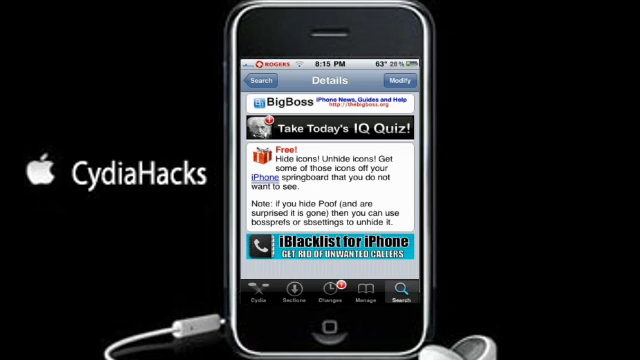 ROGERS 8:15 PM 63° 28%
Search Details Modify
BigBoss iPhone News, Guides and Help
http://thebigboss.org
Take Today's IQ Quiz!
Free!
Hide icons! Unhide icons! Get
some of those icons off your
iPhone springboard that you do not
want to see.
Note: if you hide Poof (and are
surprised it is gone) then you can use
bossprefs or sbsettings to unhide it.
iBlacklist for iPhone
GET RID OF UNWANTED CALLERS
Cydia Sections Changes Manage Search
CydiaHacks